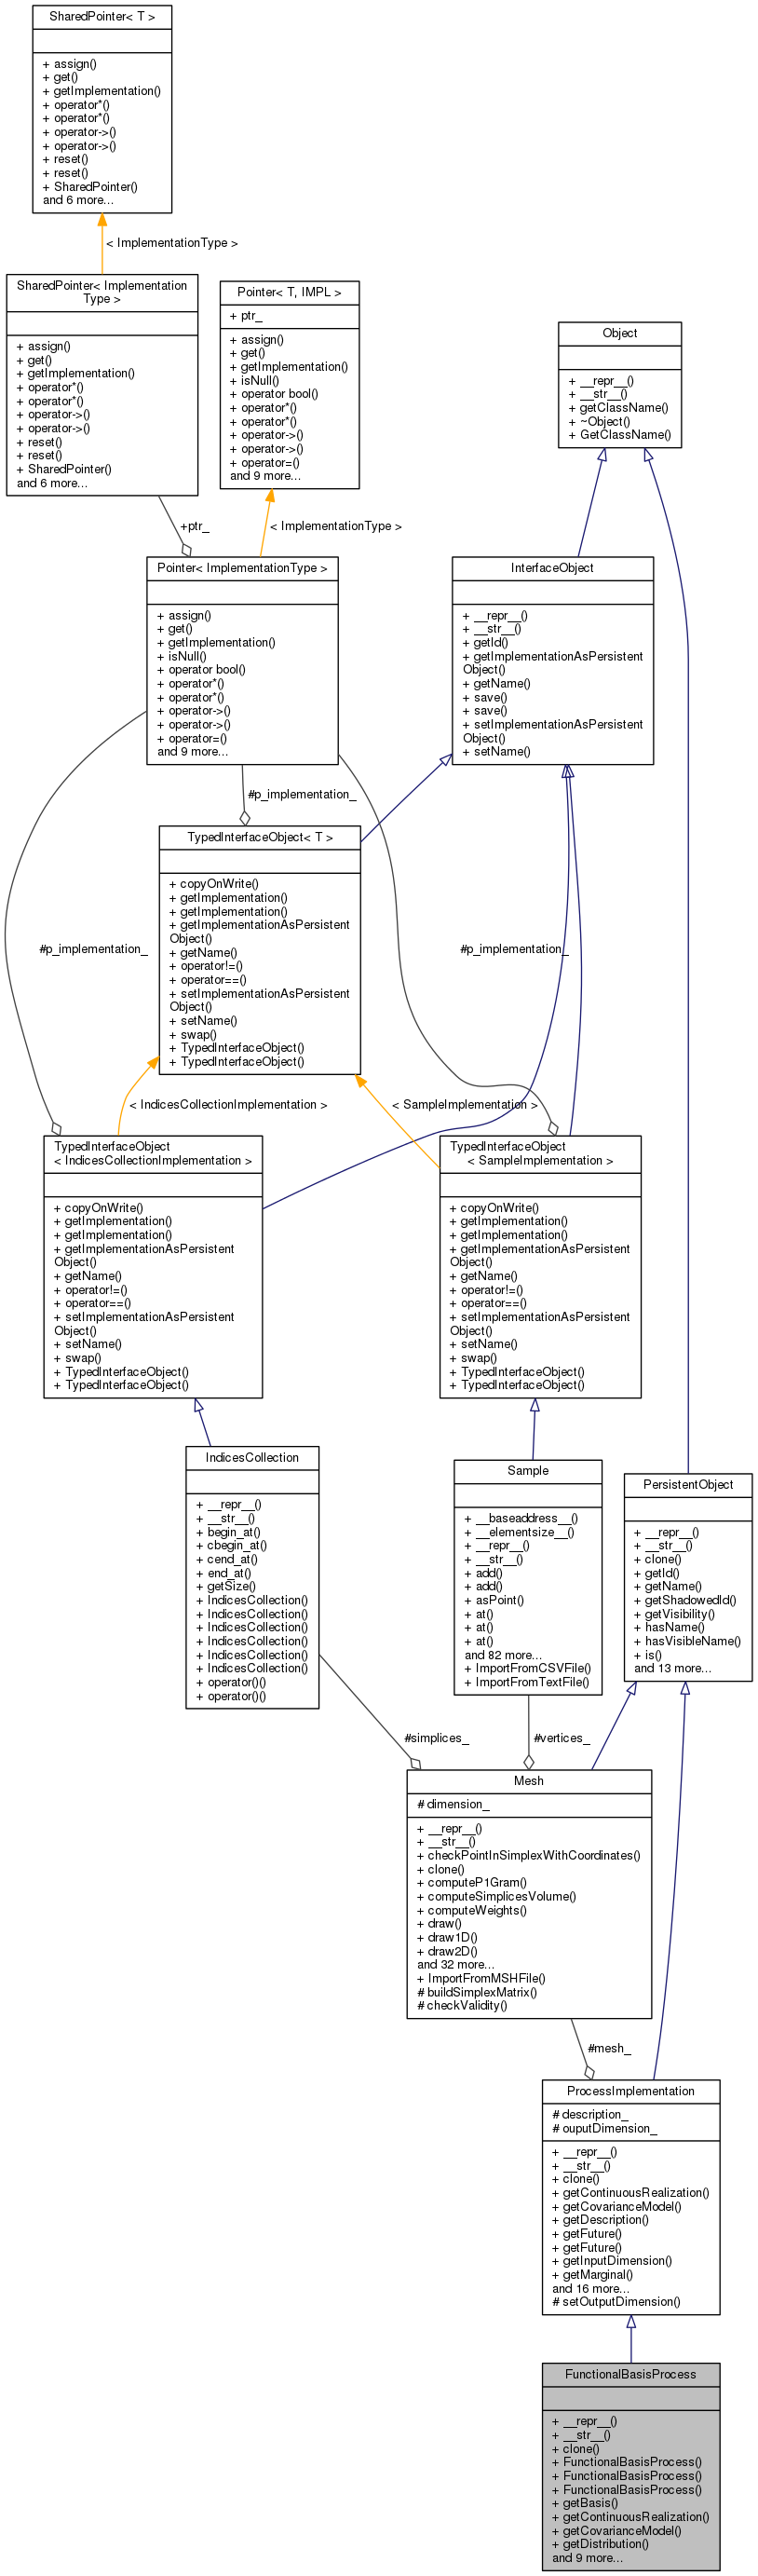 SharedPointer< T >
+ assign()
+ get()
+ getImplementation()
+ operator*()
+ operator*()
+ operator->()
+ operator->()
+ reset()
+ reset()
+ SharedPointer()
and 6 more...
< ImplementationType >
SharedPointer< Implementation
Type >
+ assign()
+ get()
+ getImplementation()
+ operator*()
+ operator*()
+ operator->()
+ operator->()
+ reset()
+ reset()
+ SharedPointer()
and 6 more...
Pointer< T, IMPL >
+ ptr_
+ assign()
+ get()
+ getImplementation()
+ isNull()
+ operator bool()
+ operator*()
+ operator*()
+ operator->()
+ operator->()
+ operator=()
and 9 more...
Object
+ __repr__()
+ __str__()
+ getClassName()
+ ~Object()
+ GetClassName()
+ptr_
< ImplementationType >
Pointer< ImplementationType >
+ assign()
+ get()
+ getImplementation()
+ isNull()
+ operator bool()
+ operator*()
+ operator*()
+ operator->()
+ operator->()
+ operator=()
and 9 more...
InterfaceObject
+ __repr__()
+ __str__()
+ getId()
+ getImplementationAsPersistent
Object()
+ getName()
+ save()
+ save()
+ setImplementationAsPersistent
Object()
+ setName()
#p_implementation_
TypedInterfaceObject< T >
+ copyOnWrite()
+ getImplementation()
+ getImplementation()
+ getImplementationAsPersistent
Object()
+ getName()
+ operator!=()
+ operator==()
+ setImplementationAsPersistent
Object()
+ setName()
+ swap()
+ TypedInterfaceObject()
+ TypedInterfaceObject()
#p_implementation_
#p_implementation_
< IndicesCollectionImplementation >
< SampleImplementation >
TypedInterfaceObject
< IndicesCollectionImplementation >
+ copyOnWrite()
+ getImplementation()
+ getImplementation()
+ getImplementationAsPersistent
Object()
+ getName()
+ operator!=()
+ operator==()
+ setImplementationAsPersistent
Object()
+ setName()
+ swap()
+ TypedInterfaceObject()
+ TypedInterfaceObject()
TypedInterfaceObject
< SampleImplementation >
+ copyOnWrite()
+ getImplementation()
+ getImplementation()
+ getImplementationAsPersistent
Object()
+ getName()
+ operator!=()
+ operator==()
+ setImplementationAsPersistent
Object()
+ setName()
+ swap()
+ TypedInterfaceObject()
+ TypedInterfaceObject()
IndicesCollection
+ __repr__()
+ __str__()
+ begin_at()
+ cbegin_at()
+ cend_at()
+ end_at()
+ getSize()
+ IndicesCollection()
+ IndicesCollection()
+ IndicesCollection()
+ IndicesCollection()
+ IndicesCollection()
+ IndicesCollection()
+ operator()()
+ operator()()
Sample
+ __baseaddress__()
+ __elementsize__()
+ __repr__()
+ __str__()
+ add()
+ add()
+ asPoint()
+ at()
+ at()
+ at()
and 82 more...
+ ImportFromCSVFile()
+ ImportFromTextFile()
PersistentObject
+ __repr__()
+ __str__()
+ clone()
+ getId()
+ getName()
+ getShadowedId()
+ getVisibility()
+ hasName()
+ hasVisibleName()
+ is()
and 13 more...
#simplices_
#vertices_
Mesh
# dimension_
+ __repr__()
+ __str__()
+ checkPointInSimplexWithCoordinates()
+ clone()
+ computeP1Gram()
+ computeSimplicesVolume()
+ computeWeights()
+ draw()
+ draw1D()
+ draw2D()
and 32 more...
+ ImportFromMSHFile()
# buildSimplexMatrix()
# checkValidity()
#mesh_
ProcessImplementation
# description_
# ouputDimension_
+ __repr__()
+ __str__()
+ clone()
+ getContinuousRealization()
+ getCovarianceModel()
+ getDescription()
+ getFuture()
+ getFuture()
+ getInputDimension()
+ getMarginal()
and 16 more...
# setOutputDimension()
FunctionalBasisProcess
+ __repr__()
+ __str__()
+ clone()
+ FunctionalBasisProcess()
+ FunctionalBasisProcess()
+ FunctionalBasisProcess()
+ getBasis()
+ getContinuousRealization()
+ getCovarianceModel()
+ getDistribution()
and 9 more...